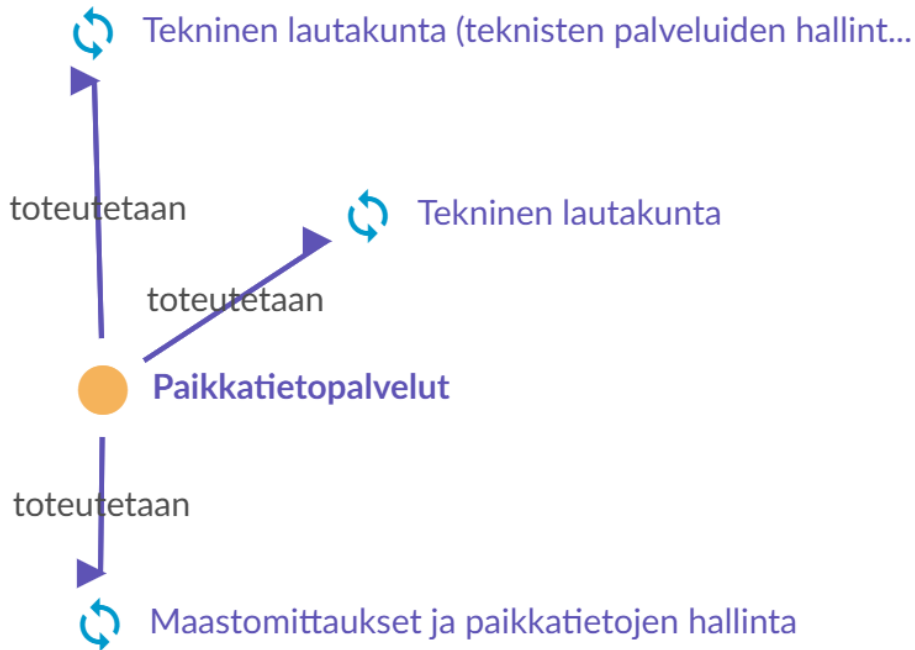 Tekninen lautakunta (teknisten palveluiden hallint...
toteutetaan
Tekninen lautakunta
toteutetaan
Paikkatietopalvelut
toteutetaan
Maastomittaukset ja paikkatietojen hallinta